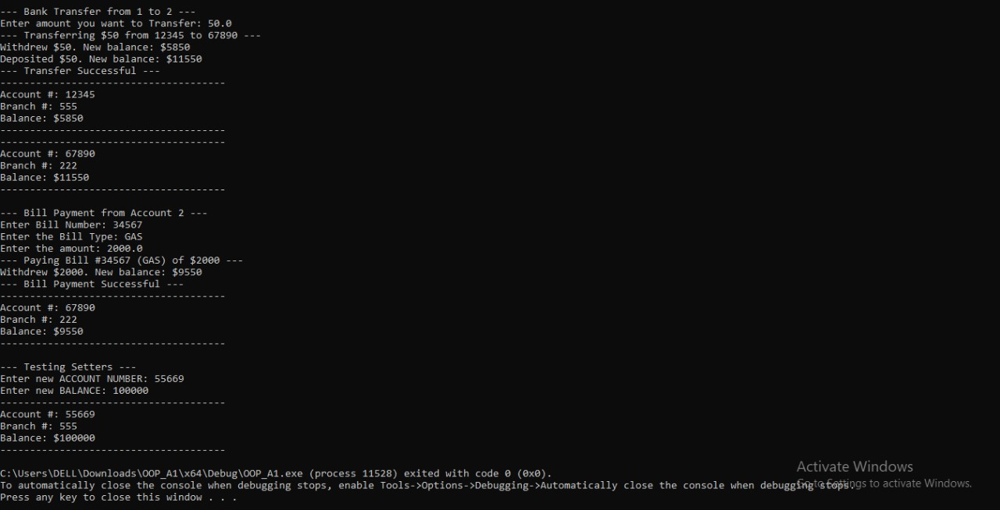 --- Bank Transfer from 1 to 2 ---
Enter amount you want to Transfer: 50.0
--- Transferring $50 from 12345 to 67890 ---
Withdrew $50. New balance: $5850
Deposited $50. New balance: $11550
--- Transfer Successful ---
--------------------------------------
Account #: 12345
Branch #: 555
Balance: $5850
--------------------------------------
--------------------------------------
Account #: 67890
Branch #: 222
Balance: $11550
--------------------------------------
--- Bill Payment from Account 2 ---
Enter Bill Number: 34567
Enter the Bill Type: GAS
Enter the amount: 2000.0
--- Paying Bill #34567 (GAS) of $2000 ---
Withdrew $2000. New balance: $9550
--- Bill Payment Successful ---
--------------------------------------
Account #: 67890
Branch #: 222
Balance: $9550
--------------------------------------
--- Testing Setters ---
Enter new ACCOUNT NUMBER: 55669
Enter new BALANCE: 100000
--------------------------------------
Account #: 55669
Branch #: 555
Balance: $100000
--------------------------------------
C:\Users\DELL\Downloads\OOP_A1\x64\Debug\OOP_A1.exe (process 11528) exited with code 0 (0x0).
To automatically close the console when debugging stops, enable Tools->Options->Debugging->Automatically close the console when debugging stops.
Press any key to close this window . . .
Activate Windows
Go to Settings to activate Windows.